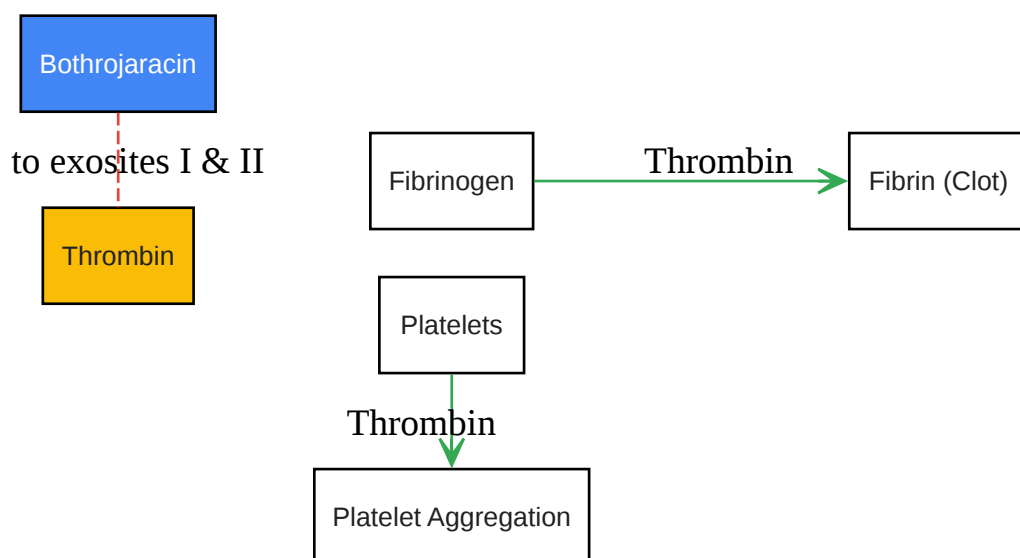 Bothrojaracin
to exosites I & II
Thrombin
Fibrinogen
Thrombin
Fibrin (Clot)
Platelets
Thrombin
Platelet Aggregation